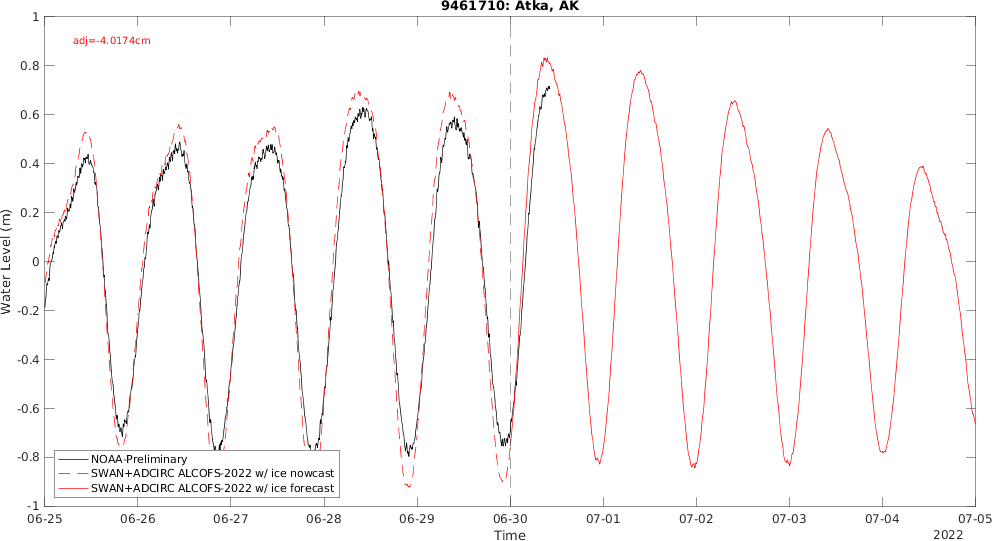 9461710: Atka, AK
adj=-4.0174cm
Water Level (m)
1
0.8
0.6
0.4
0.2
0
-0.2
-0.4
-0.6
-0.8
-1
NOAA-Preliminary
SWAN+ADCIRC ALCOFS-2022 w/ ice nowcast
SWAN+ADCIRC ALCOFS-2022 w/ ice forecast
06-25 06-26 06-27 06-28 06-29 06-30 07-01 07-02 07-03 07-04 07-05
Time
2022